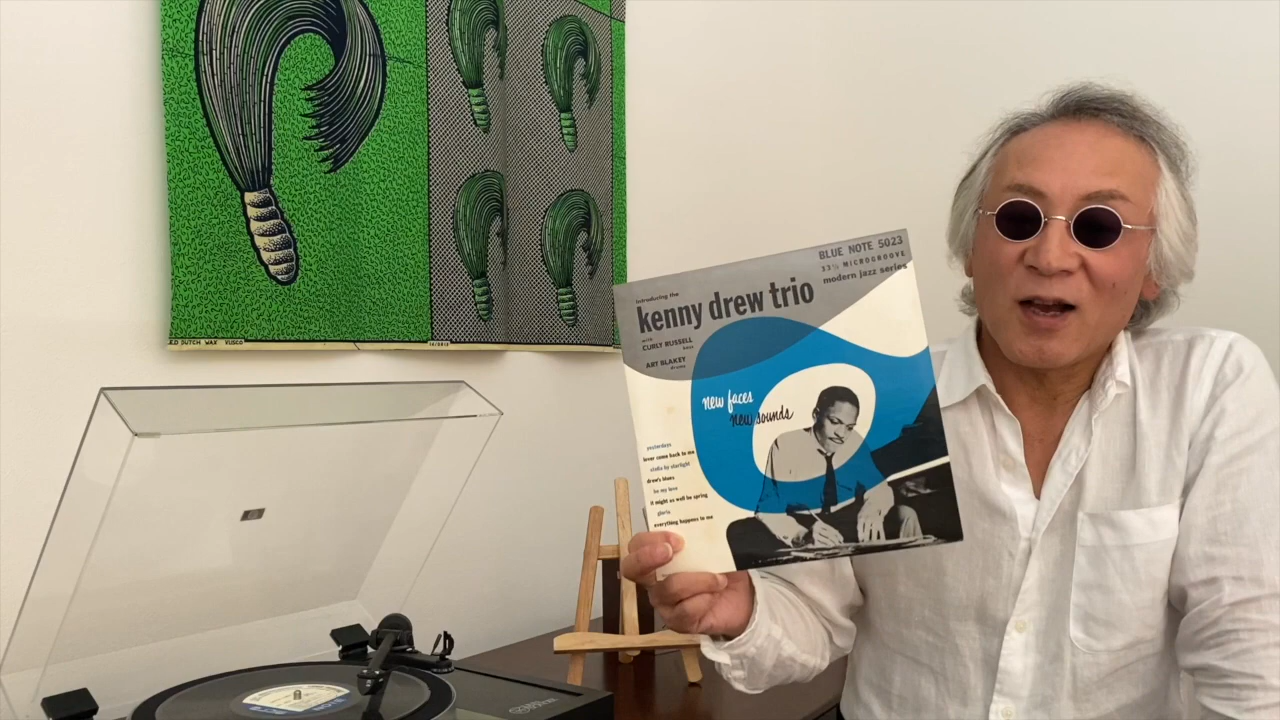 ED DUTCH WAX VLISCO
BLUE NOTE 5023
33⅓ MICROGROOVE
modern jazz series
introducing the
kenny drew trio
with
CURLY RUSSELL
bass
ART BLAKEY
drums
new faces
new sounds
yesterdays
lover come back to me
stella by starlight
drew's blues
be my love
it might as well be spring
gloria
everything happens to me